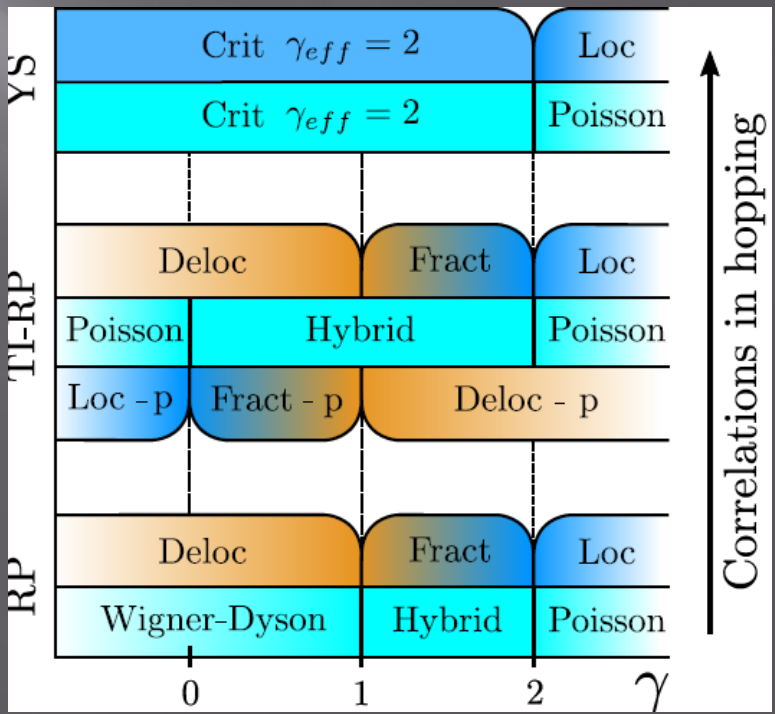 YS
Crit γ_eff = 2
Loc
Crit γ_eff = 2
Poisson
TI-RP
Deloc
Fract
Loc
Poisson
Hybrid
Poisson
Loc - p
Fract - p
Deloc - p
RP
Deloc
Fract
Loc
Wigner-Dyson
Hybrid
Poisson
0
1
2
γ
Correlations in hopping